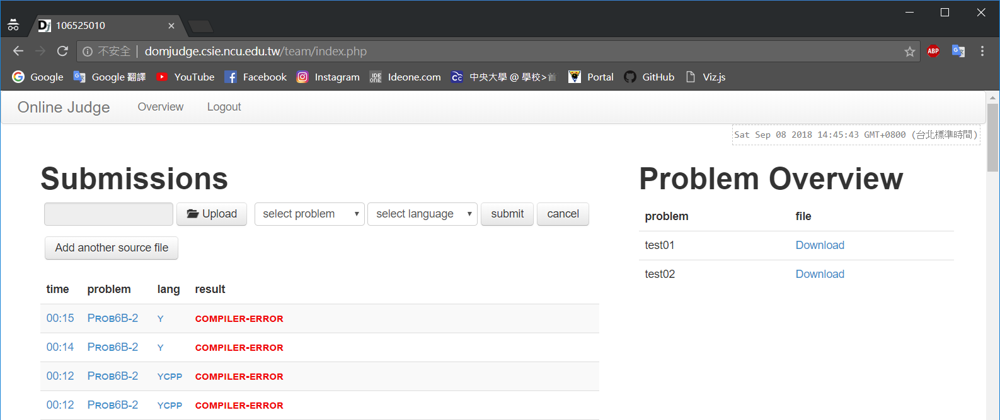 106525010
不安全 domjudge.csie.ncu.edu.tw/team/index.php ABP
Google Google 翻譯 YouTube Facebook Instagram IDE ONE Ideone.com cc 中央大學 @ 學校>首 Portal GitHub Viz.js
Online Judge Overview Logout
Sat Sep 08 2018 14:45:43 GMT+0800 (台北標準時間)
Submissions
Upload select problem select language submit cancel
Add another source file
time problem lang result
00:15 PROB6B-2 Y COMPILER-ERROR
00:14 PROB6B-2 Y COMPILER-ERROR
00:12 PROB6B-2 YCPP COMPILER-ERROR
00:12 PROB6B-2 YCPP COMPILER-ERROR
Problem Overview
problem file
test01 Download
test02 Download